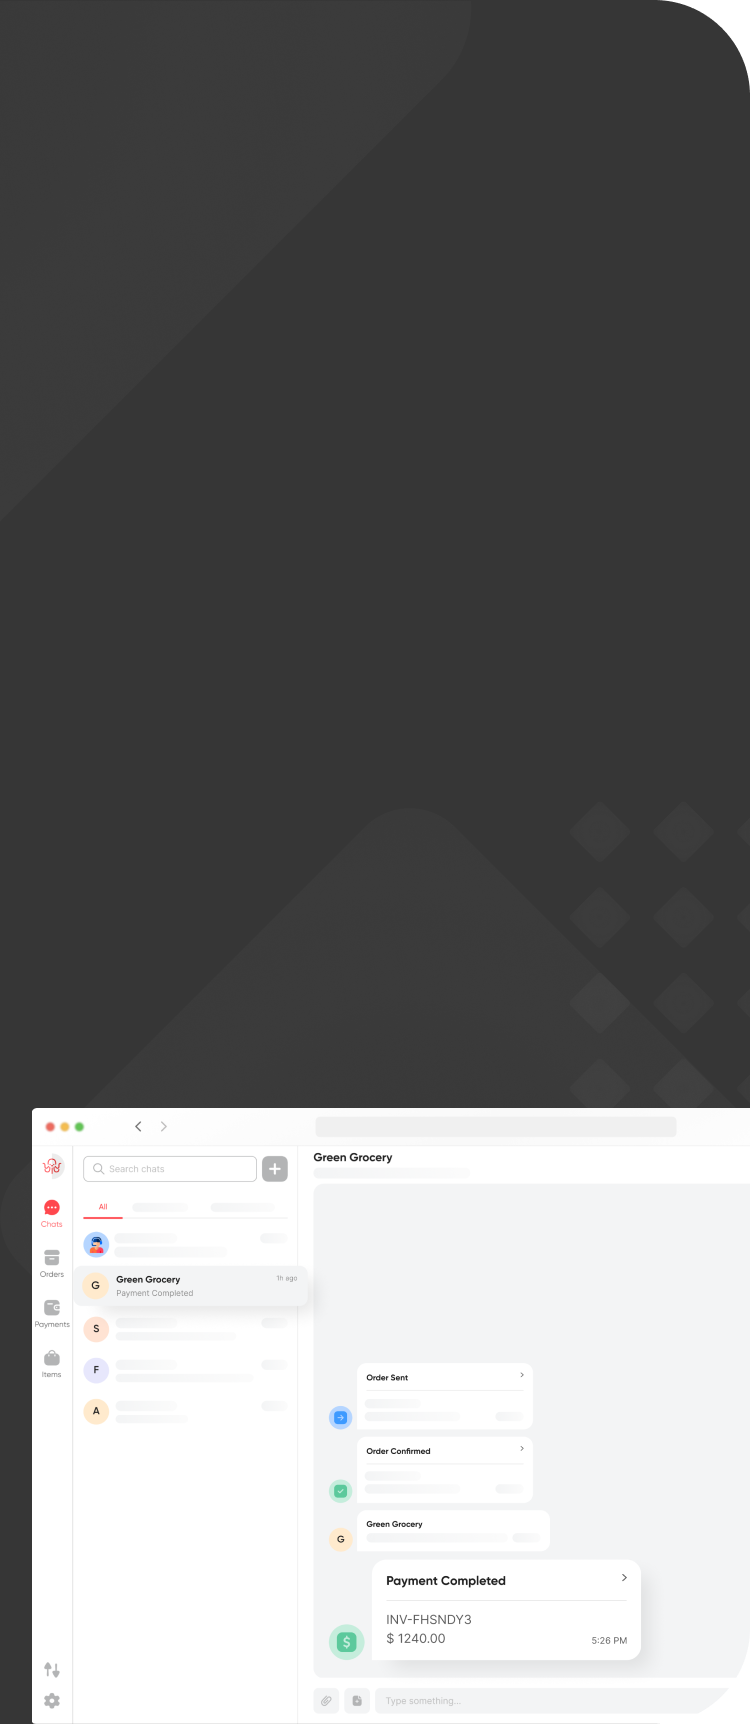 Green Grocery
Search chats
All
Chats
Orders
Payments
Items
G
Green Grocery
1h ago
Payment Completed
S
F
A
Order Sent
Order Confirmed
G
Green Grocery
Payment Completed
INV-FHSNDY3
$ 1240.00
5:26 PM
$
Type something...